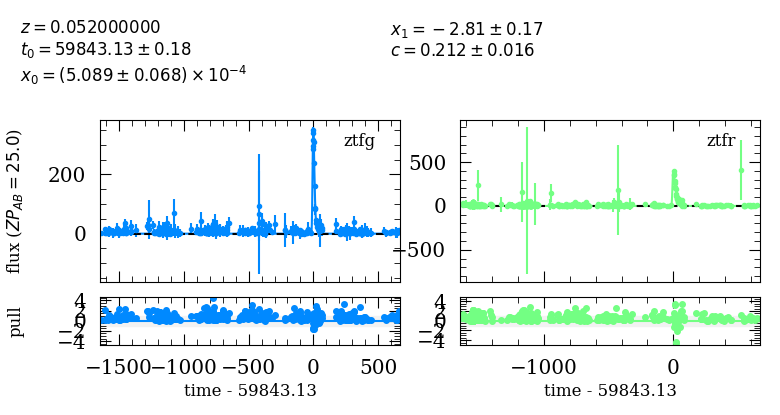 z = 0.052000000
t₀ = 59843.13 ± 0.18
x₀ = (5.089 ± 0.068) × 10⁻⁴
x₁ = −2.81 ± 0.17
c = 0.212 ± 0.016
flux (ZP_AB = 25.0)
ztfg
200
0
ztfr
500
0
−500
pull
4
2
0
−2
−4
−1500 −1000 −500 0 500
time - 59843.13
4
2
0
−2
−4
−1000 0
time - 59843.13